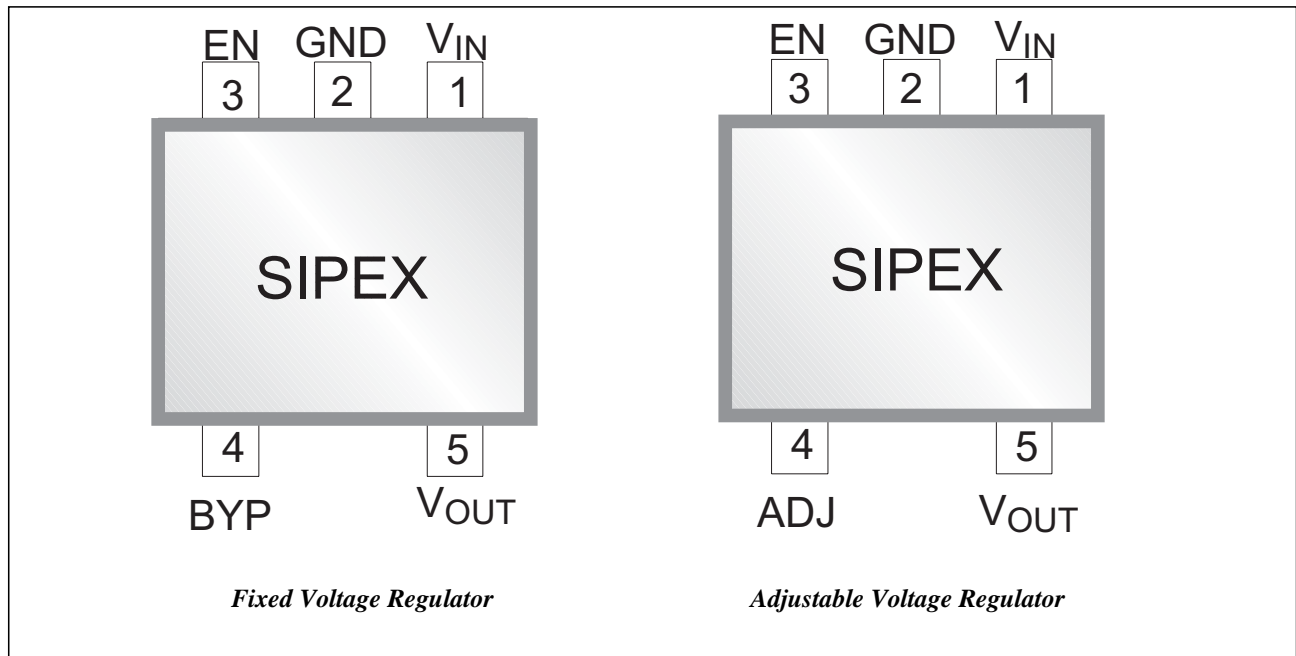 EN GND VIN
3 2 1
SIPEX
4 5
BYP VOUT
Fixed Voltage Regulator
EN GND VIN
3 2 1
SIPEX
4 5
ADJ VOUT
Adjustable Voltage Regulator